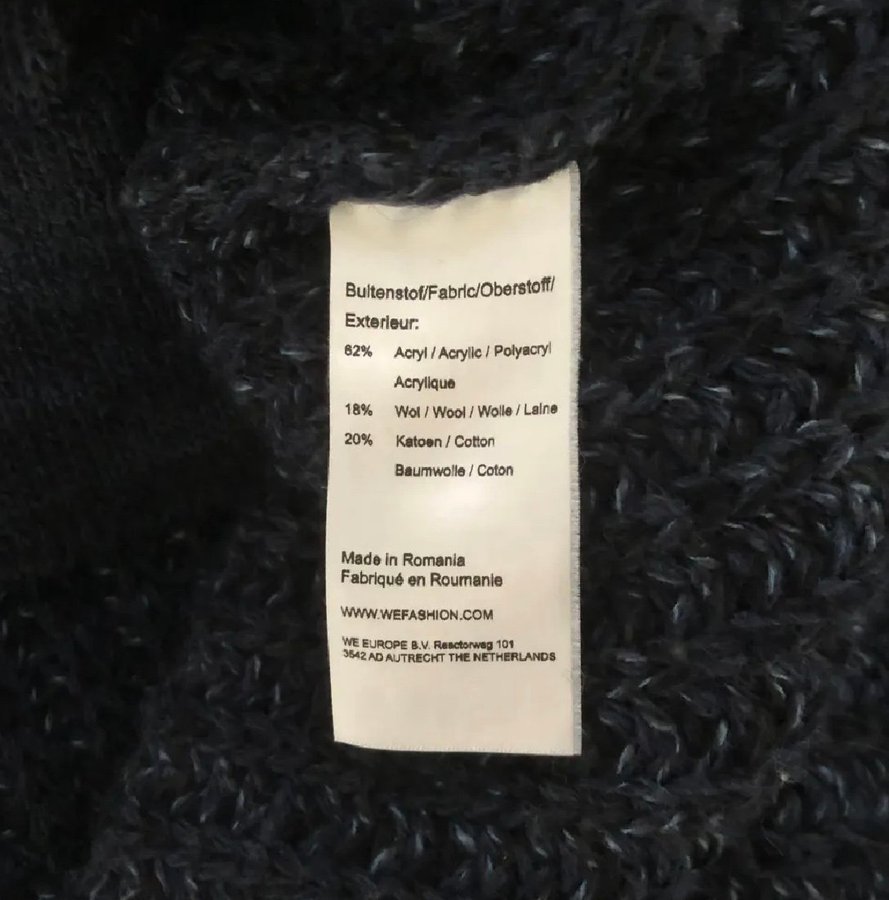 Buitenstof/Fabric/Oberstoff/
Exterieur:
62% Acryl / Acrylic / Polyacryl
Acrylique
18% Wol / Wool / Wolle / Laine
20% Katoen / Cotton
Baumwolle / Coton
Made in Romania
Fabriqué en Roumanie
WWW.WEFASHION.COM
WE EUROPE B.V. Reactorweg 101
3542 AD AUTRECHT THE NETHERLANDS